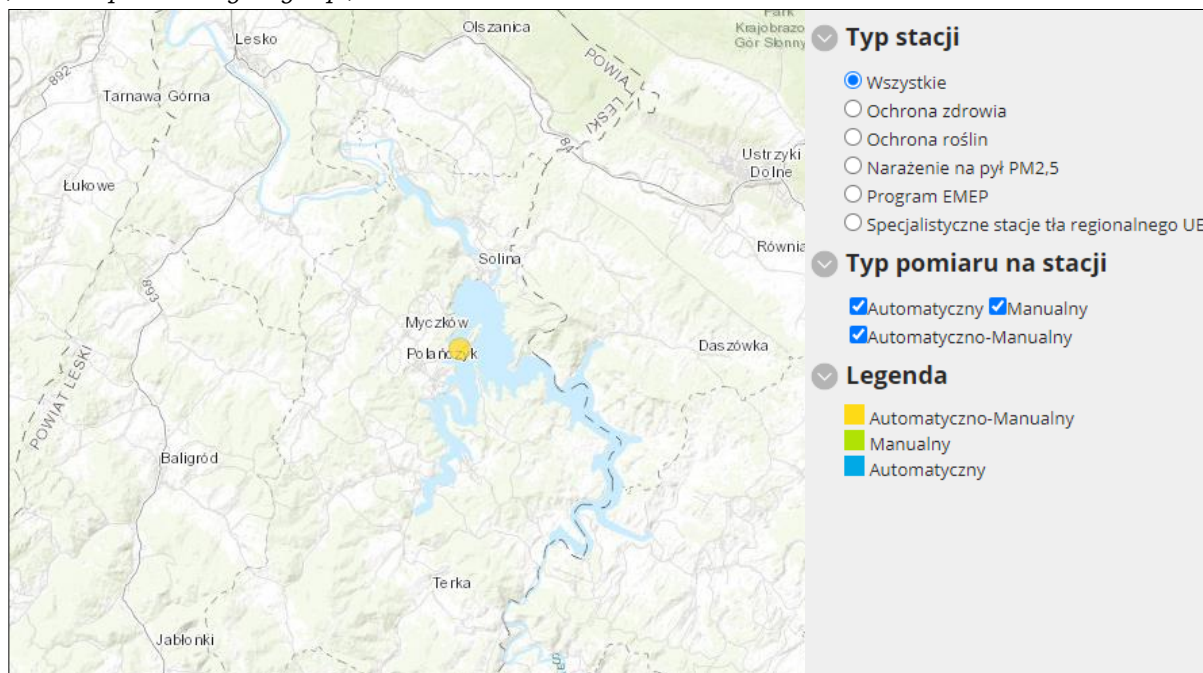 Park
Krajobrazo
Gór Słonny
Olszanica
Lesko
892
POWIAT LESKI
Tarnawa Górna
84
Ustrzyki
Dolne
Łukowe
Równia
Solina
893
Myczków
Polańczyk
Daszówka
POWIAT LESKI
Baligród
Terka
Jabłonki
Typ stacji
Wszystkie
Ochrona zdrowia
Ochrona roślin
Narażenie na pył PM2,5
Program EMEP
Specjalistyczne stacje tła regionalnego UE
Typ pomiaru na stacji
Automatyczny Manualny
Automatyczno-Manualny
Legenda
Automatyczno-Manualny
Manualny
Automatyczny